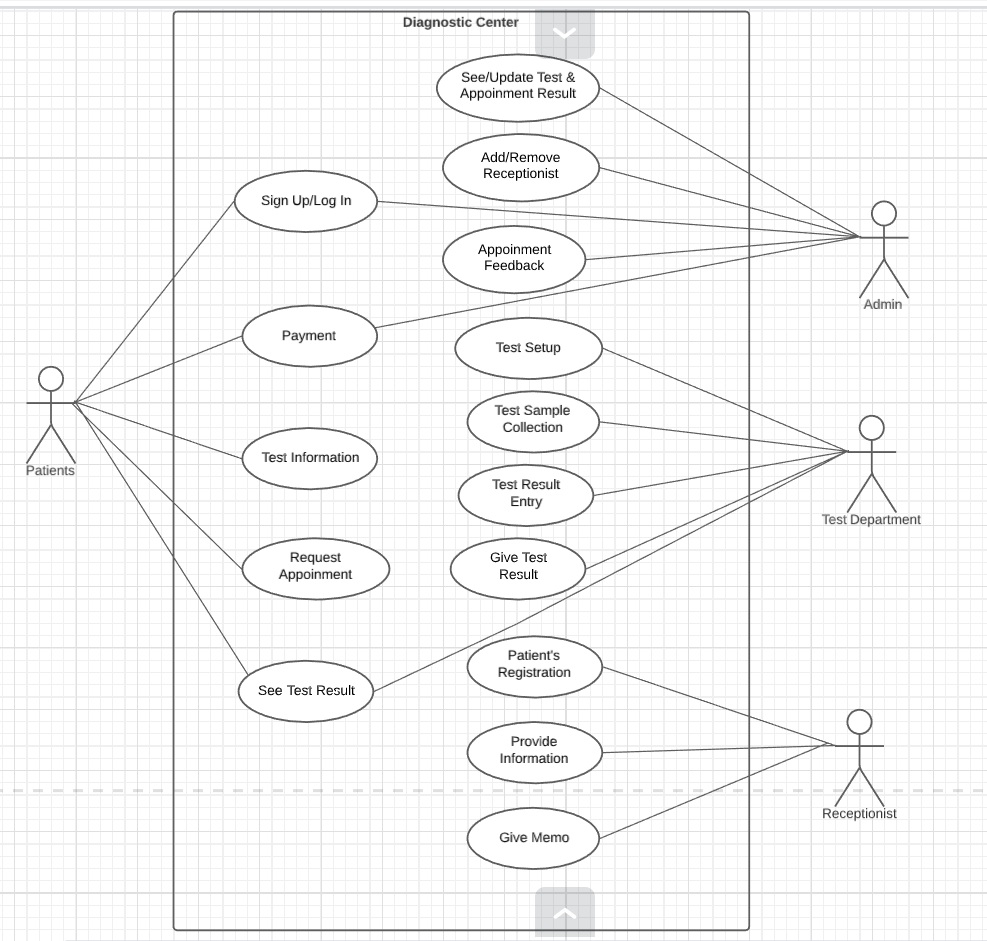 Diagnostic Center
See/Update Test &
Appoinment Result
Add/Remove
Receptionist
Sign Up/Log In
Appoinment
Feedback
Admin
Payment
Test Setup
Test Sample
Collection
Patients
Test Information
Test Result
Entry
Test Department
Request
Appoinment
Give Test
Result
See Test Result
Patient's
Registration
Provide
Information
Receptionist
Give Memo